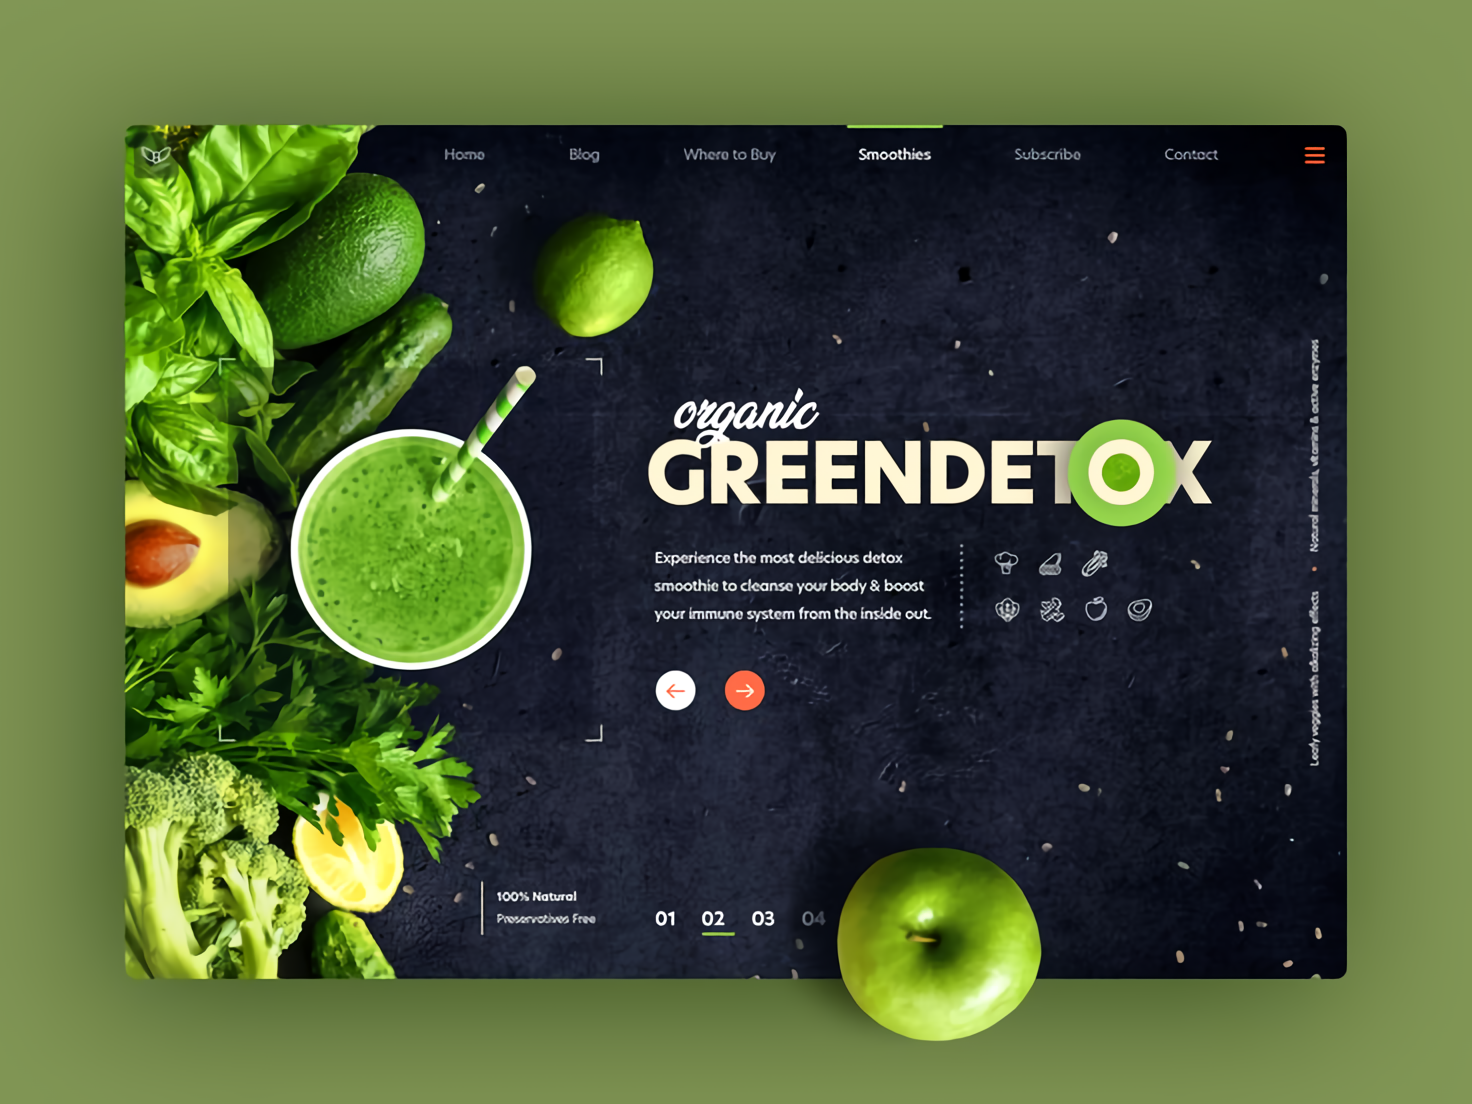 Home
Blog
Where to Buy
Smoothies
Subscribe
Contact
organic
GREENDETOX
Experience the most delicious detox
smoothie to cleanse your body & boost
your immune system from the inside out.
Natural minerals, vitamins & active enzymes
Leafy veggies with alkalizing effects
100% Natural
Preservatives Free
01 02 03 04